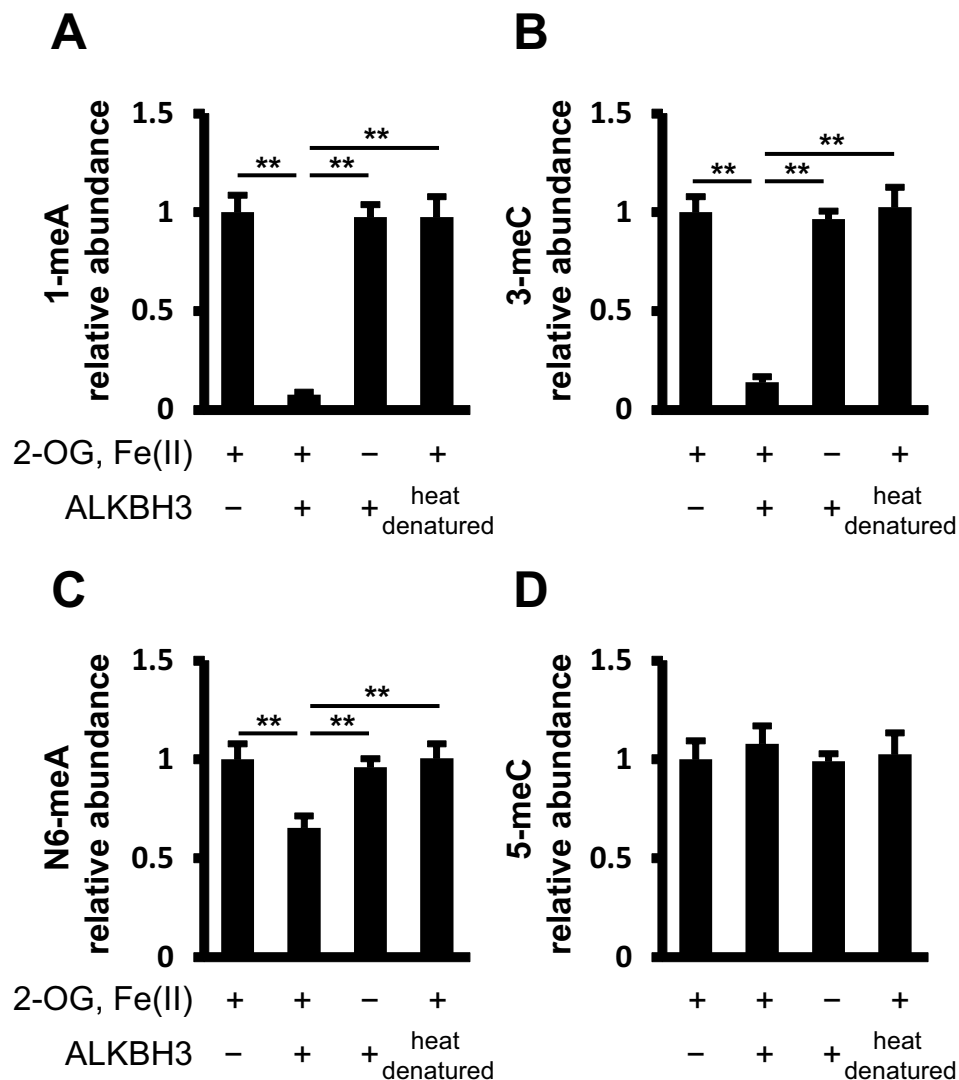 A
1-meA
relative abundance
1.5
1
0.5
0
** **
**
2-OG, Fe(II) + + − +
ALKBH3 − + + heat
denatured
B
3-meC
relative abundance
1.5
1
0.5
0
** **
**
+ + − +
− + + heat
denatured
C
N6-meA
relative abundance
1.5
1
0.5
0
** **
**
2-OG, Fe(II) + + − +
ALKBH3 − + + heat
denatured
D
5-meC
relative abundance
1.5
1
0.5
0
+ + − +
− + + heat
denatured